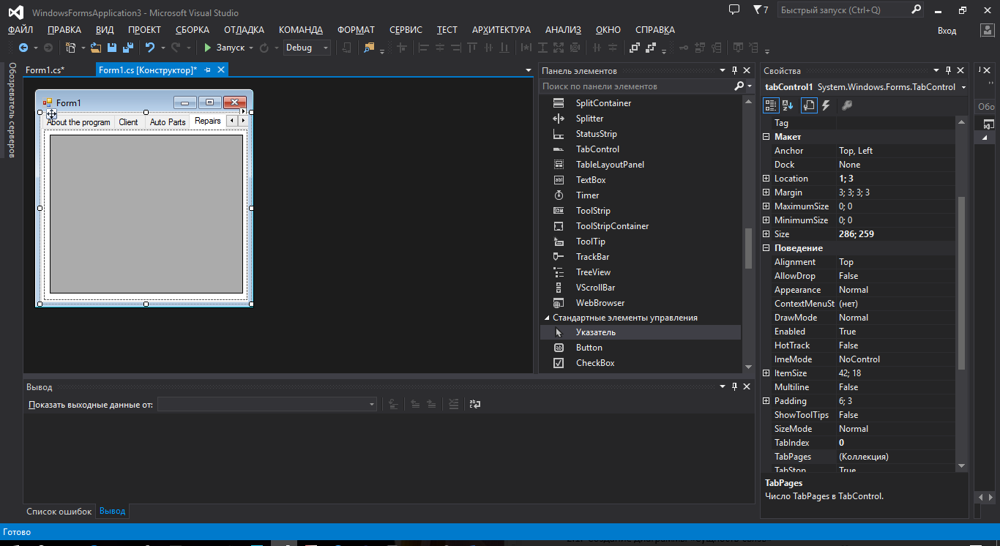 WindowsFormsApplication3 - Microsoft Visual Studio
7
Быстрый запуск (Ctrl+Q)
ФАЙЛ ПРАВКА ВИД ПРОЕКТ СБОРКА ОТЛАДКА КОМАНДА ФОРМАТ СЕРВИС ТЕСТ АРХИТЕКТУРА АНАЛИЗ ОКНО СПРАВКА
Вход
Запуск
Debug
Обозреватель серверов
Form1.cs*
Form1.cs [Конструктор]*
Form1
About the program
Client
Auto Parts
Repairs
Панель элементов
Поиск по панели элементов
SplitContainer
Splitter
StatusStrip
TabControl
TableLayoutPanel
TextBox
Timer
ToolStrip
ToolStripContainer
ToolTip
TrackBar
TreeView
VScrollBar
WebBrowser
Стандартные элементы управления
Указатель
Button
CheckBox
Свойства
tabControl1 System.Windows.Forms.TabControl
Tag
Макет
Anchor Top, Left
Dock None
Location 1; 3
Margin 3; 3; 3; 3
MaximumSize 0; 0
MinimumSize 0; 0
Size 286; 259
Поведение
Alignment Top
AllowDrop False
Appearance Normal
ContextMenuSt (нет)
DrawMode Normal
Enabled True
HotTrack False
ImeMode NoControl
ItemSize 42; 18
Multiline False
Padding 6; 3
ShowToolTips False
SizeMode Normal
TabIndex 0
TabPages (Коллекция)
TabStop True
TabPages
Число TabPages в TabControl.
Обо
Вывод
Показать выходные данные от:
Список ошибок
Вывод
Готово